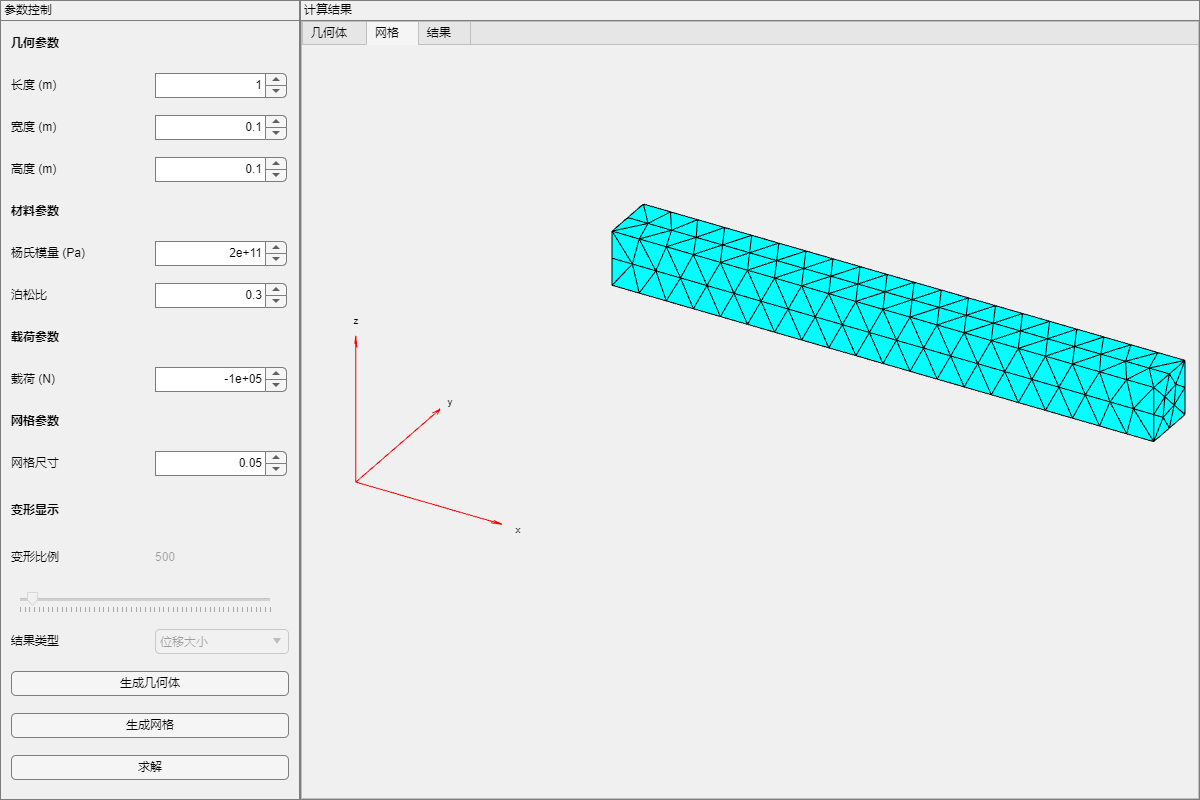 参数控制
几何参数
长度 (m) 1
宽度 (m) 0.1
高度 (m) 0.1
材料参数
杨氏模量 (Pa) 2e+11
泊松比 0.3
载荷参数
载荷 (N) -1e+05
网格参数
网格尺寸 0.05
变形显示
变形比例 500
结果类型 位移大小
生成几何体
生成网格
求解
计算结果
几何体 网格 结果
z
y
x